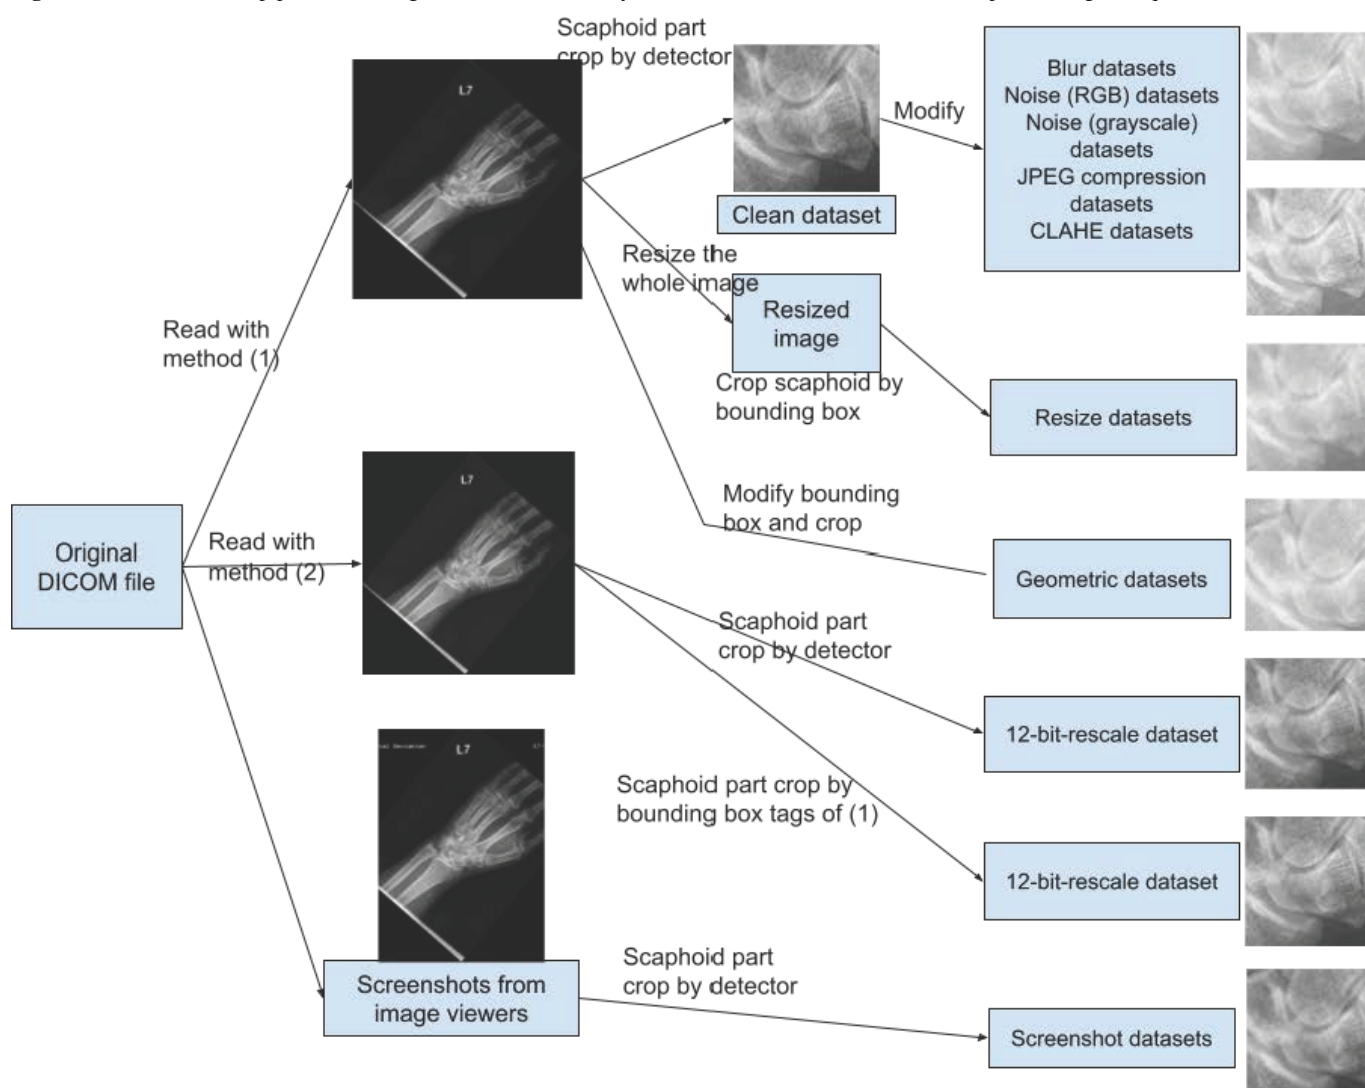 Scaphoid part
crop by detector
L7
Clean dataset
Modify
Blur datasets
Noise (RGB) datasets
Noise (grayscale)
datasets
JPEG compression
datasets
CLAHE datasets
Resize the
whole image
Resized
image
Read with
method (1)
Crop scaphoid by
bounding box
Resize datasets
L7
Modify bounding
box and crop
Original
DICOM file
Read with
method (2)
Geometric datasets
Scaphoid part
crop by detector
12-bit-rescale dataset
L7
Scaphoid part crop by
bounding box tags of (1)
12-bit-rescale dataset
Scaphoid part
crop by detector
Screenshots from
image viewers
Screenshot datasets